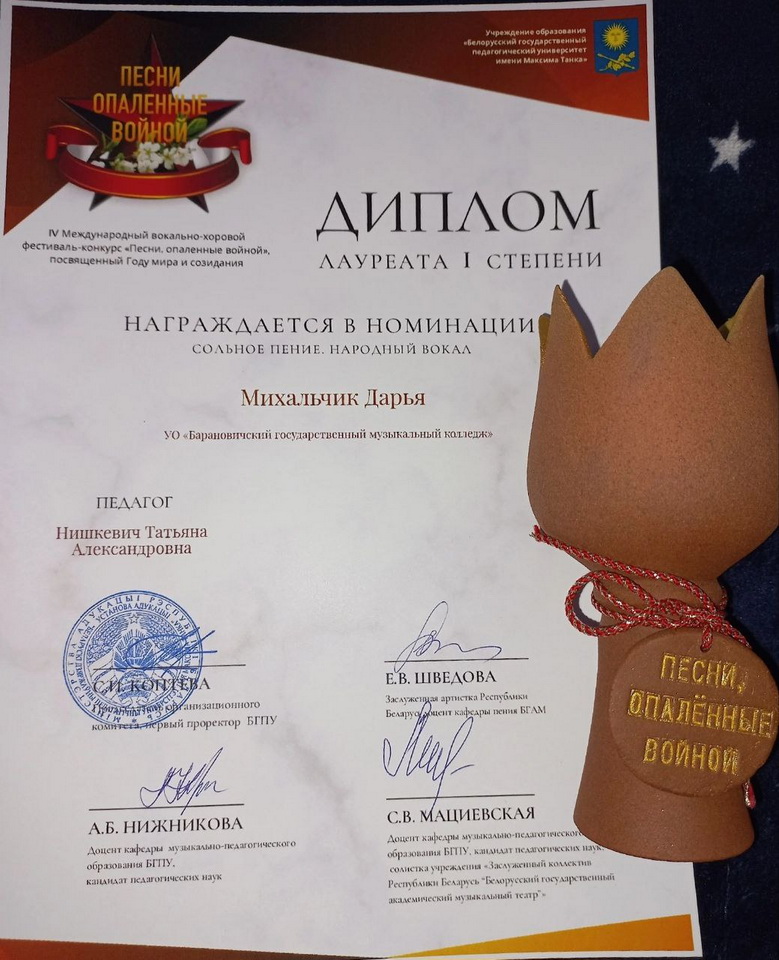 ПЕСНИ
ОПАЛЕННЫЕ
ВОЙНОЙ
Учреждение образования
«Белорусский государственный
педагогический университет
имени Максима Танка»
IV Международный вокально-хоровой
фестиваль-конкурс «Песни, опаленные войной»,
посвященный Году мира и созидания
ДИПЛОМ
ЛАУРЕАТА I СТЕПЕНИ
НАГРАЖДАЕТСЯ В НОМИНАЦИИ
СОЛЬНОЕ ПЕНИЕ. НАРОДНЫЙ ВОКАЛ
Михальчик Дарья
УО «Барановичский государственный музыкальный колледж»
ПЕДАГОГ
Нишкевич Татьяна
Александровна
С.И. КОПТЕВА
организационного
комитета, первый проректор БГПУ
Е.В. ШВЕДОВА
Заслуженная артистка Республики
Беларусь, доцент кафедры пения БГАМ
А.Б. НИЖНИКОВА
Доцент кафедры музыкально-педагогического
образования БГПУ,
кандидат педагогических наук
С.В. МАЦИЕВСКАЯ
Доцент кафедры музыкально-педагогического
образования БГПУ, кандидат педагогических наук,
солистка учреждения «Заслуженный коллектив
Республики Беларусь "Белорусский государственный
академический музыкальный театр"»
ПЕСНИ,
ОПАЛЁННЫЕ
ВОЙНОЙ